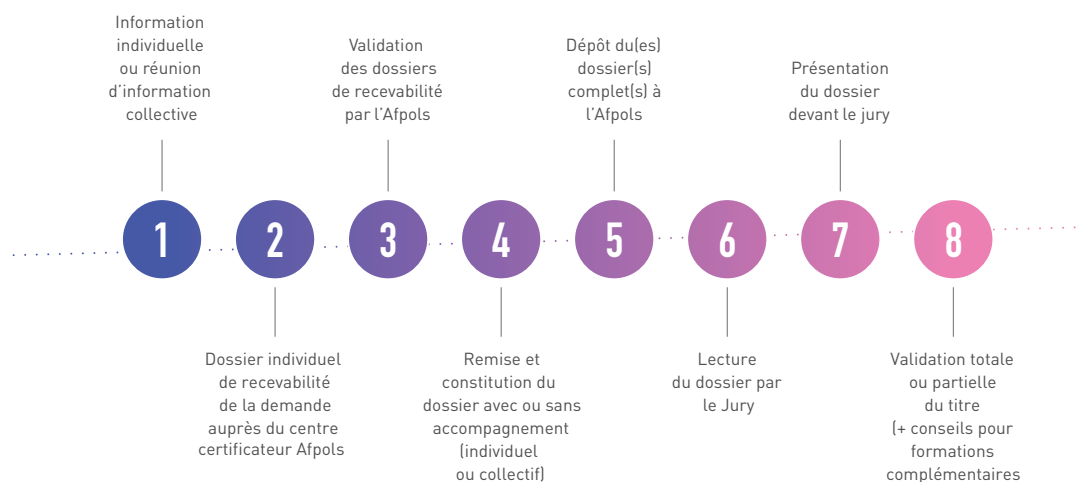 Information
individuelle
ou réunion
d'information
collective
Validation
des dossiers
de recevabilité
par l'Afpols
Dépôt du(es)
dossier(s)
complet(s) à
l'Afpols
Présentation
du dossier
devant le jury
1
2
3
4
5
6
7
8
Dossier individuel
de recevabilité
de la demande
auprès du centre
certificateur Afpols
Remise et
constitution du
dossier avec ou sans
accompagnement
(individuel
ou collectif)
Lecture
du dossier par
le Jury
Validation totale
ou partielle
du titre
(+ conseils pour
formations
complémentaires